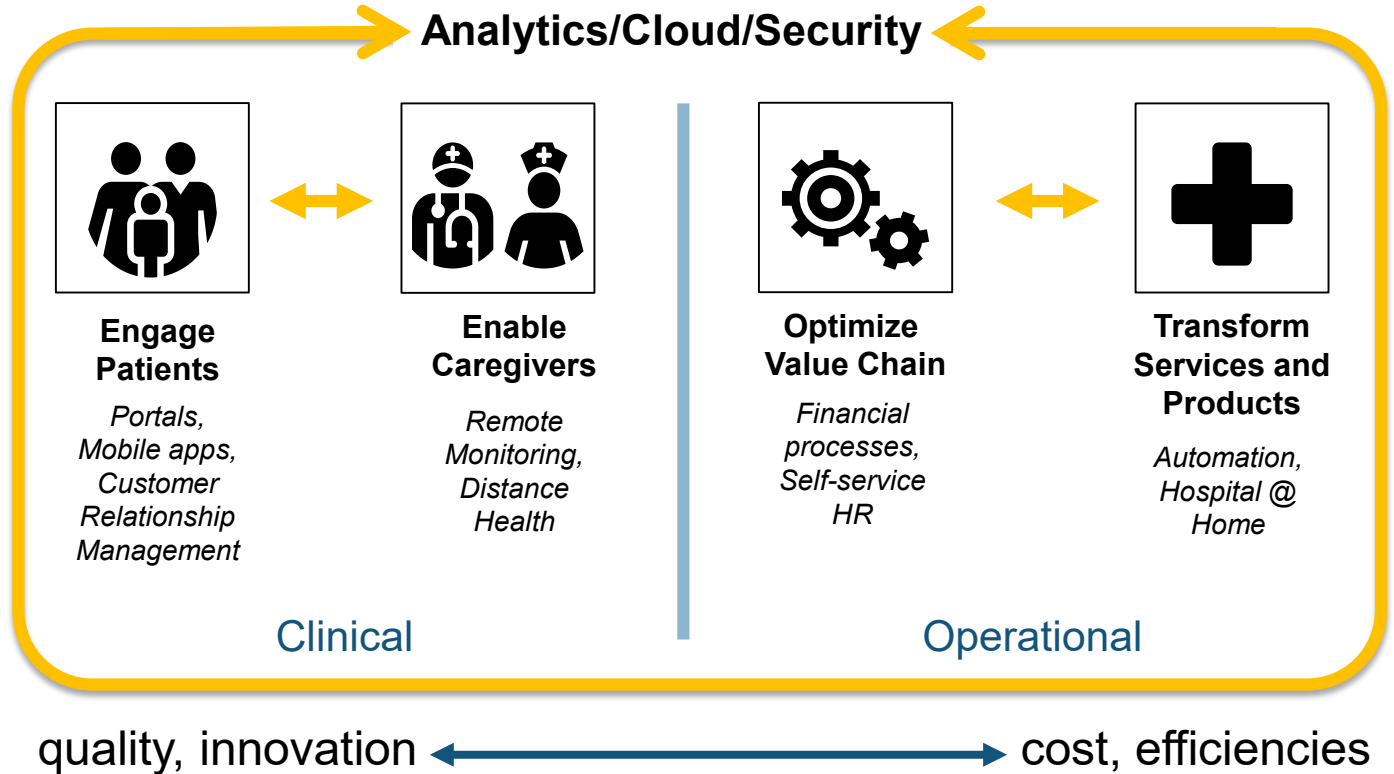 Analytics/Cloud/Security
Engage
Patients
Portals,
Mobile apps,
Customer
Relationship
Management
Enable
Caregivers
Remote
Monitoring,
Distance
Health
Optimize
Value Chain
Financial
processes,
Self-service
HR
Transform
Services and
Products
Automation,
Hospital @
Home
Clinical
Operational
quality, innovation
cost, efficiencies